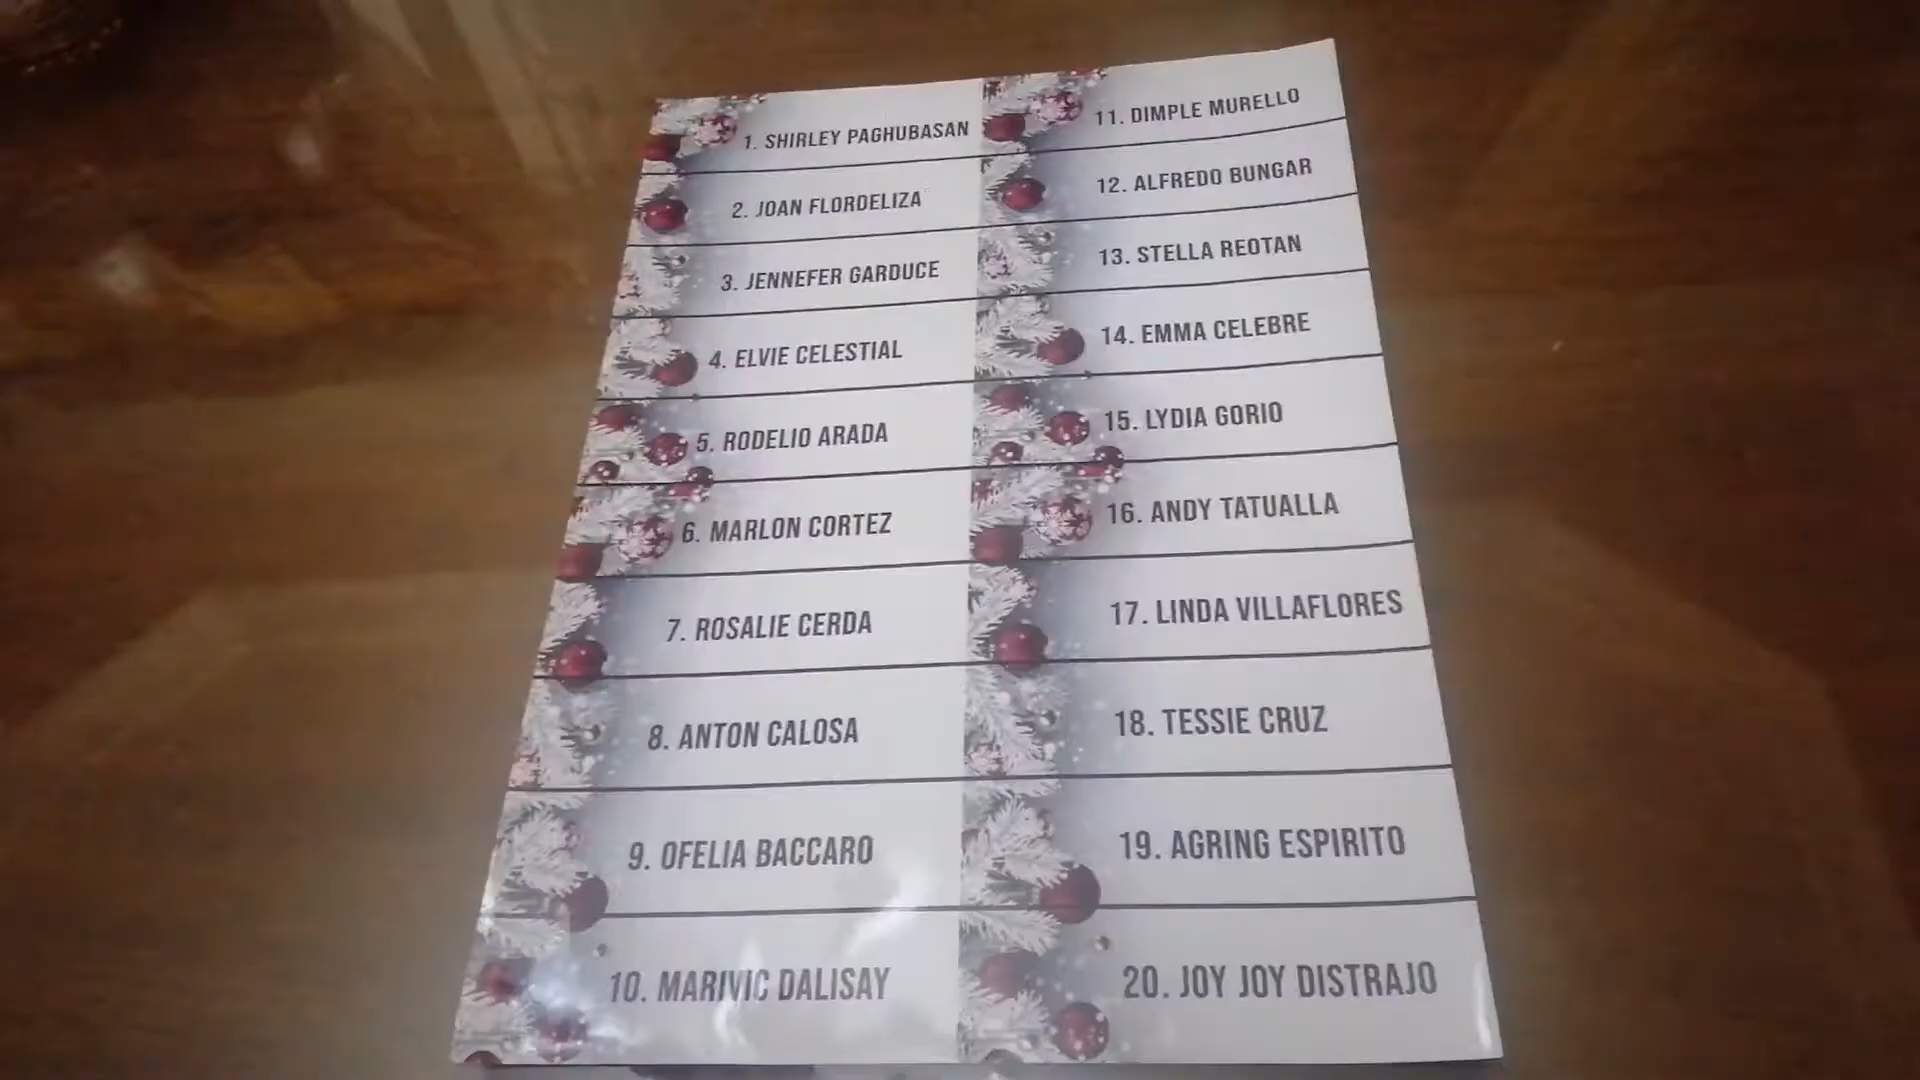 1. SHIRLEY PAGHUBASAN
2. JOAN FLORDELIZA
3. JENNEFER GARDUCE
4. ELVIE CELESTIAL
5. RODELIO ARADA
6. MARLON CORTEZ
7. ROSALIE CERDA
8. ANTON CALOSA
9. OFELIA BACCARO
10. MARIVIC DALISAY
11. DIMPLE MURELLO
12. ALFREDO BUNGAR
13. STELLA REOTAN
14. EMMA CELEBRE
15. LYDIA GORIO
16. ANDY TATUALLA
17. LINDA VILLAFLORES
18. TESSIE CRUZ
19. AGRING ESPIRITO
20. JOY JOY DISTRAJO